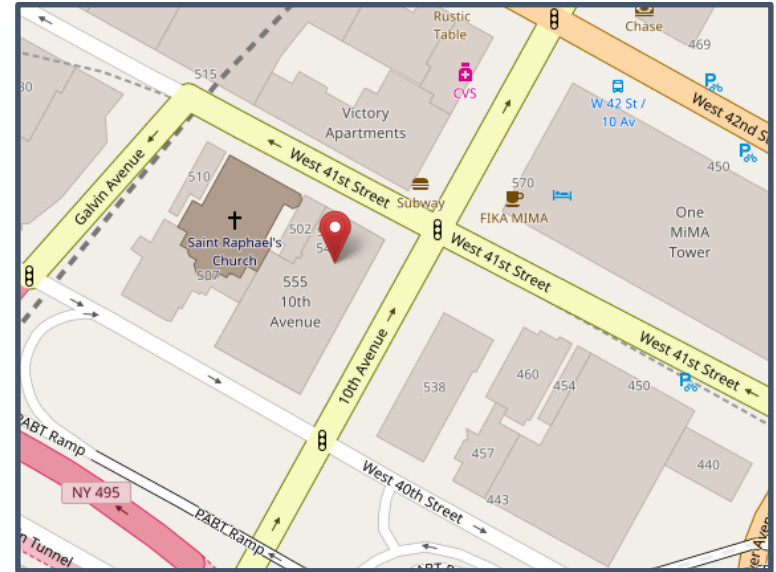 Rustic
Table
Chase
469
CVS
W 42 St /
10 Av
West 42nd
515
Victory
Apartments
450
West 41st Street
Galvin Avenue
510
570
Subway
FIKA MIMA
One
MiMA
Tower
Saint Raphael's
Church
502
507
555
10th
Avenue
West 41st Street
10th Avenue
West 41st Street
538
460
454
450
PABT Ramp
457
440
NY 495
West 40th Street
443
PABT Ramp
Tunnel